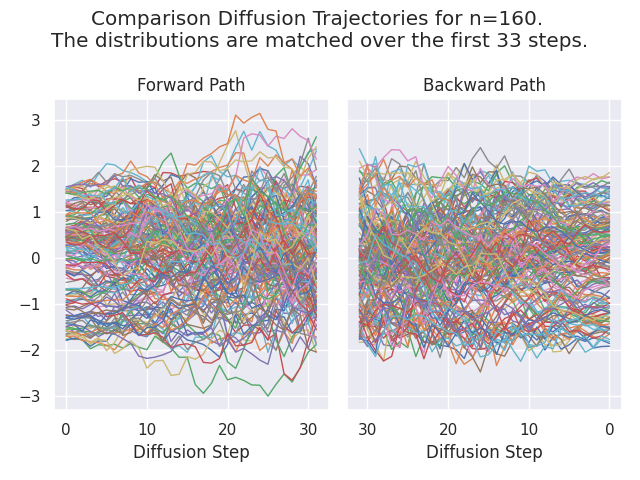 Comparison Diffusion Trajectories for n=160.
The distributions are matched over the first 33 steps.
Forward Path
Backward Path
3
2
1
0
−1
−2
−3
0 10 20 30
30 20 10 0
Diffusion Step
Diffusion Step